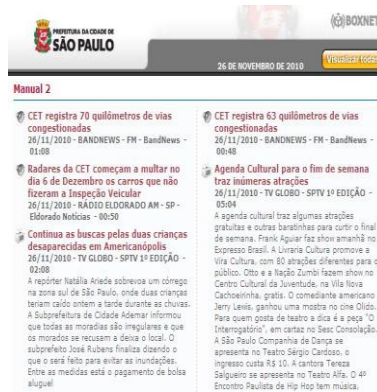 PREFEITURA DA CIDADE DE
SÃO PAULO
BOXNET
26 DE NOVEMBRO DE 2010
Visualizar todas
Manual 2
CET registra 70 quilômetros de vias
congestionadas
26/11/2010 - BANDNEWS - FM - BandNews -
01:08
Radares da CET começam a multar no
dia 6 de Dezembro os carros que não
fizeram a Inspeção Veicular
26/11/2010 - RÁDIO ELDORADO AM - SP -
Eldorado Notícias - 00:50
Continua as buscas pelas duas crianças
desaparecidas em Americanópolis
26/11/2010 - TV GLOBO - SPTV 1ª EDIÇÃO -
02:08
A repórter Natália Ariede sobrevoa um córrego
na zona sul de São Paulo, onde duas crianças
teriam caído ontem a tarde durante as chuvas.
A Subprefeitura de Cidade Ademar informou
que todas as moradias são irregulares e que
os morados se recusam a deixa o local. O
subprefeito José Rubens finaliza dizendo o
que o será feito para evitar as inundações.
Entre as medidas está o pagamento de bolsa
aluguel
CET registra 63 quilômetros de vias
congestionadas
26/11/2010 - BANDNEWS - FM - BandNews -
00:48
Agenda Cultural para o fim de semana
traz inúmeras atrações
26/11/2010 - TV GLOBO - SPTV 1ª EDIÇÃO -
05:04
A agenda cultural traz algumas atrações
gratuitas e outras baratinhas para curtir o final
de semana. Frank Aguiar faz show amanhã no
Expresso Brasil. A Livraria Cultura promove a
Vira Cultura, com 80 atrações diferentes para o
público. Otto e a Nação Zumbi fazem show no
Centro Cultural da Juventude, na Vila Nova
Cachoeirinha, gratis. O comediante americano
Jerry Lewis, ganhou uma mostra no cine Olido.
Para quem gosta de teatro a dica é a peça "O
Interrogatório", em cartaz no Sesc Consolação.
A São Paulo Companhia de Dança se
apresenta no Teatro Sérgio Cardoso, o
ingresso custa R$ 10. A cantora Tereza
Salgueiro se apresenta no Teatro Alfa. O 4º
Encontro Paulista de Hip Hop tem música,